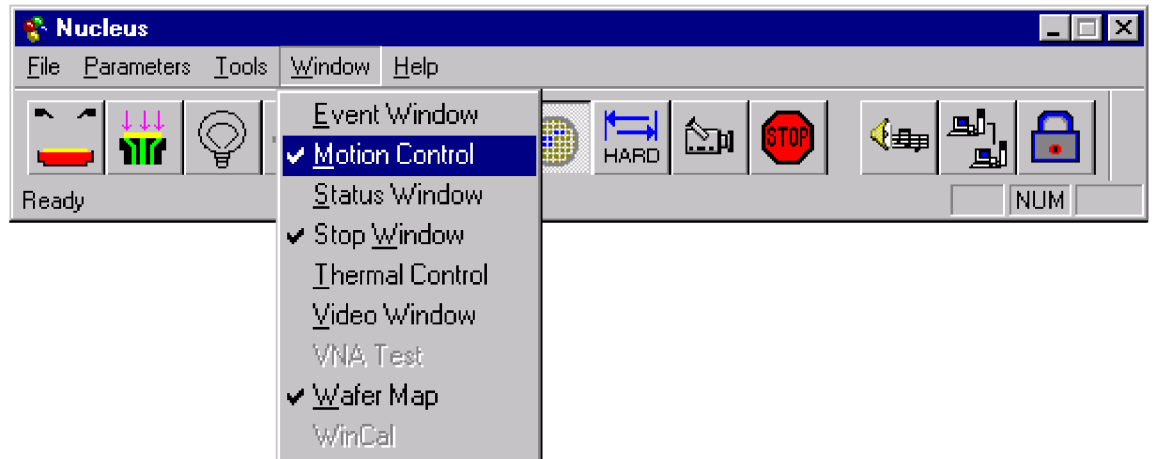 Nucleus
File Parameters Tools Window Help
HARD
STOP
Event Window
Motion Control
Status Window
Stop Window
Thermal Control
Video Window
VNA Test
Wafer Map
WinCal
Ready
NUM